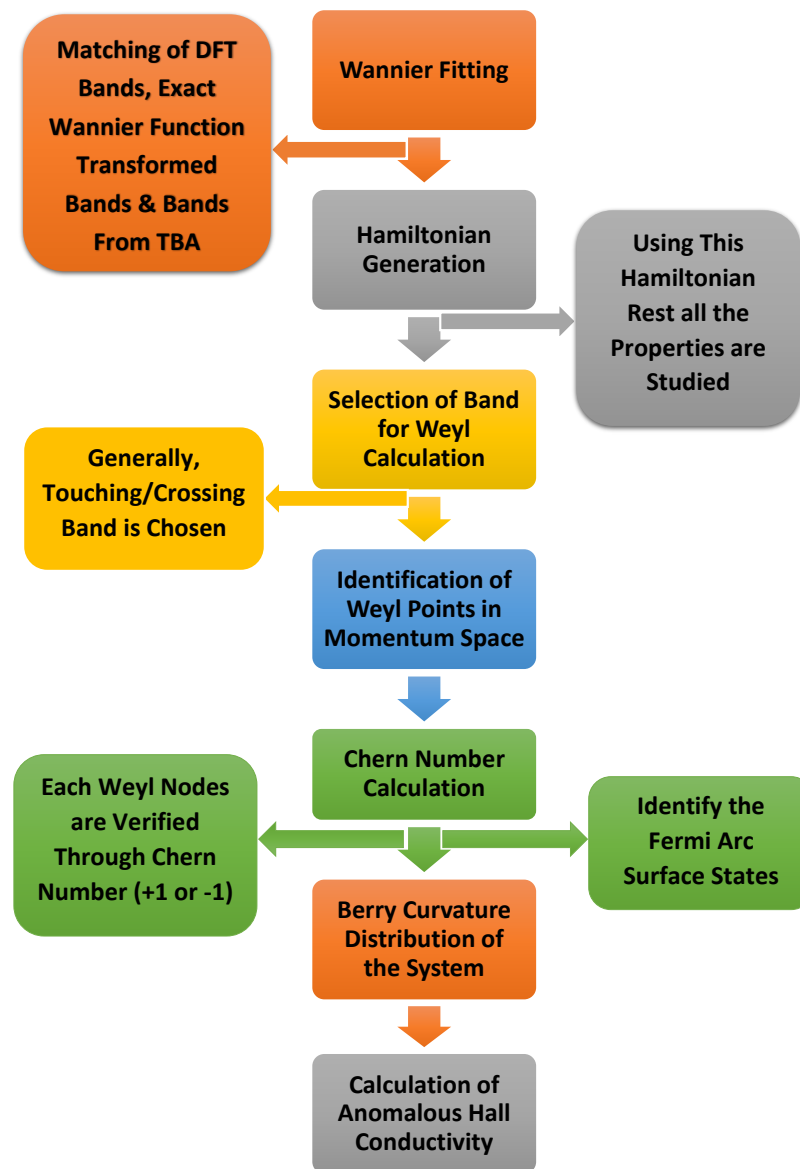 Matching of DFT
Bands, Exact
Wannier Function
Transformed
Bands & Bands
From TBA
Wannier Fitting
Hamiltonian
Generation
Using This
Hamiltonian
Rest all the
Properties are
Studied
Selection of Band
for Weyl
Calculation
Generally,
Touching/Crossing
Band is Chosen
Identification of
Weyl Points in
Momentum Space
Chern Number
Calculation
Each Weyl Nodes
are Verified
Through Chern
Number (+1 or -1)
Identify the
Fermi Arc
Surface States
Berry Curvature
Distribution of
the System
Calculation of
Anomalous Hall
Conductivity